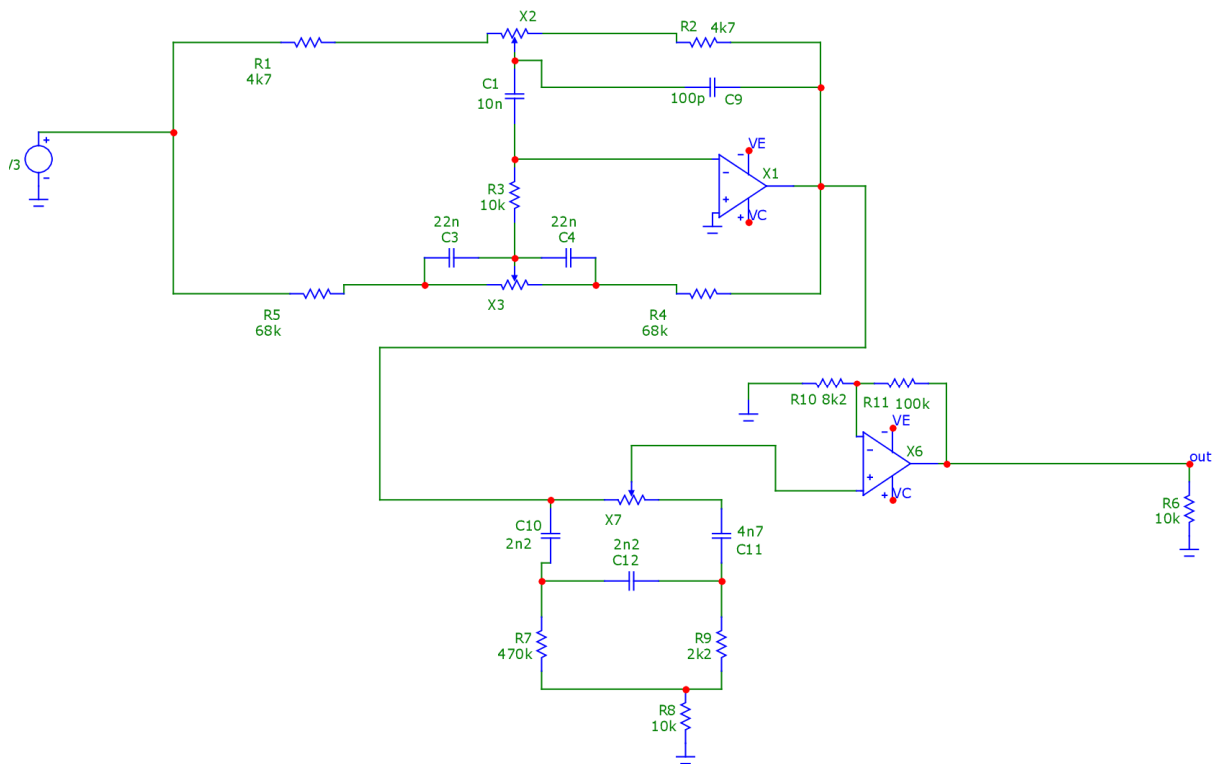 X2
R2 4k7
R1
4k7
C1
10n
100p C9
/3
VE
X1
VC
R3
10k
22n
C3
22n
C4
X3
R5
68k
R4
68k
R10 8k2
R11 100k
VE
X6
VC
out
R6
10k
X7
C10
2n2
2n2
C12
4n7
C11
R7
470k
R9
2k2
R8
10k